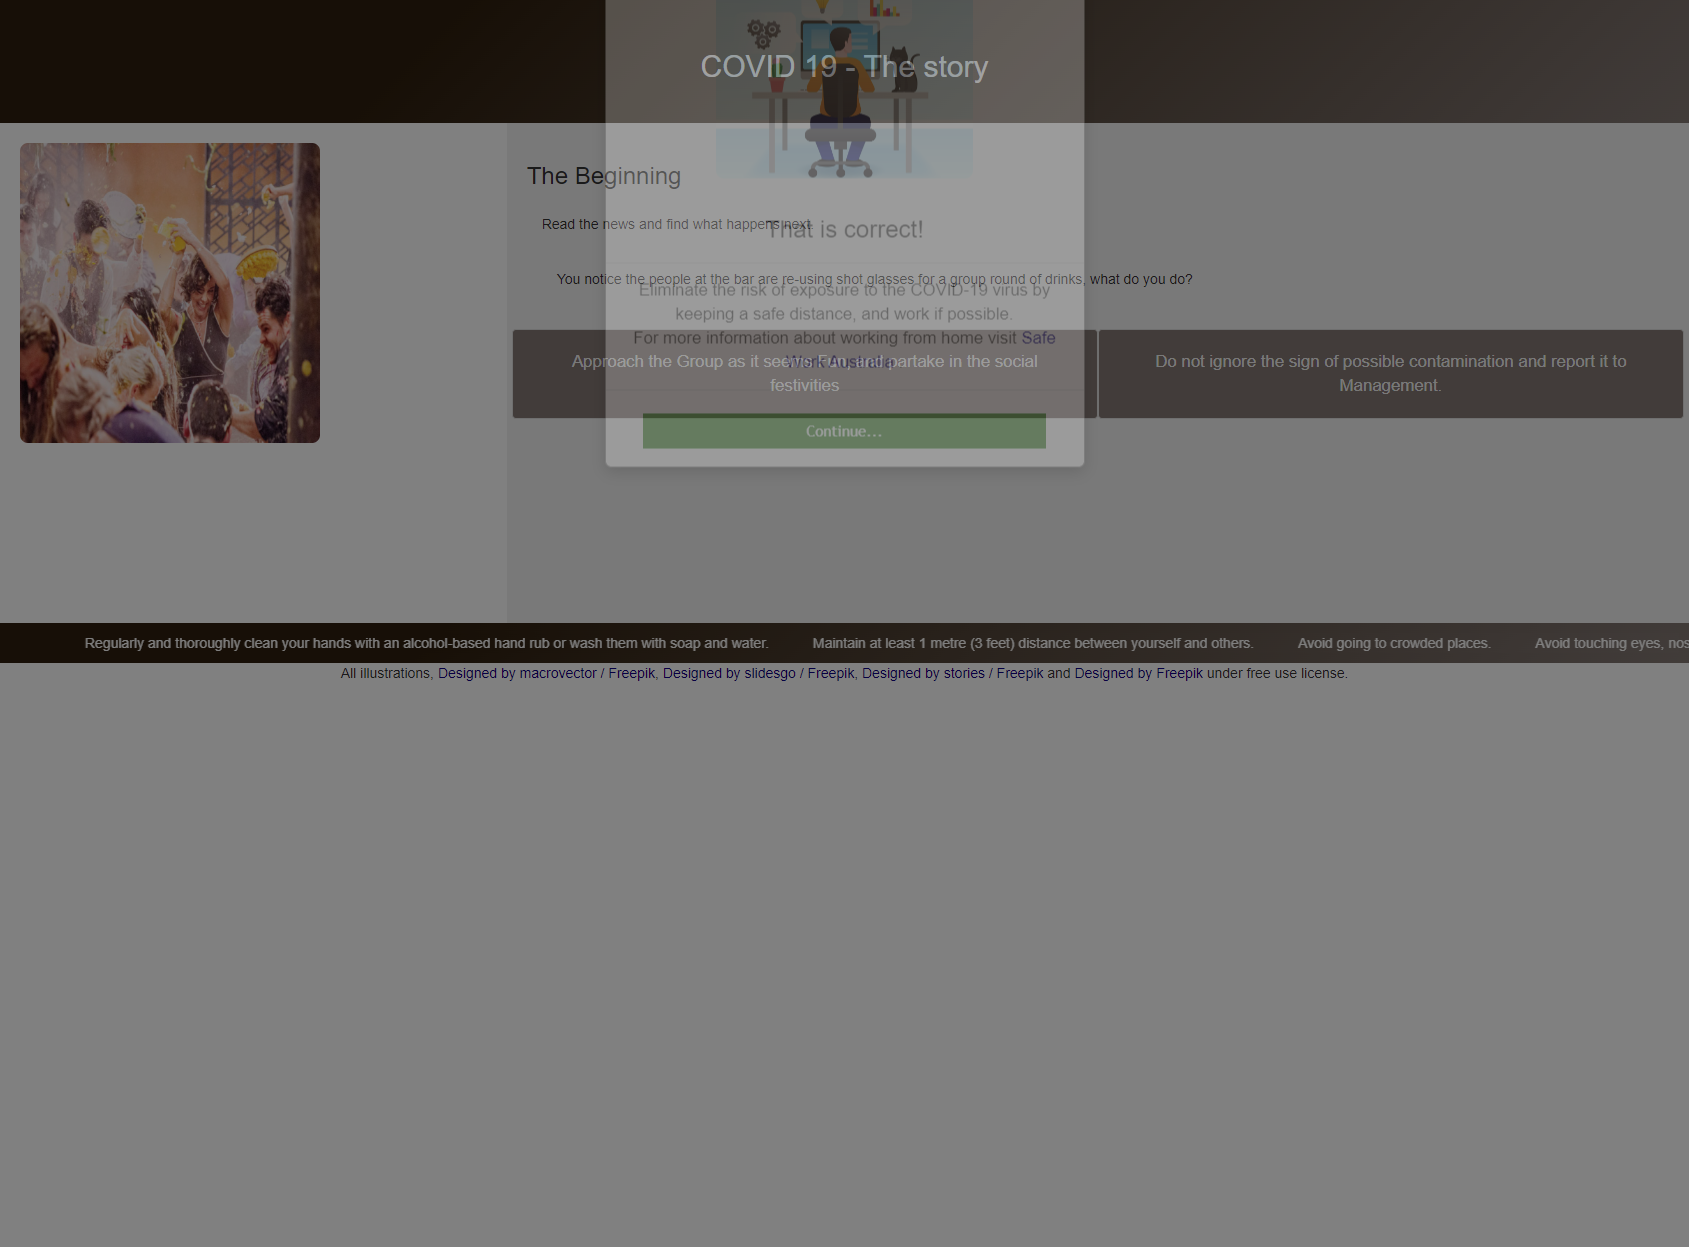 COVID 19 - The story
The Beginning
Read the news and find what happens next.
That is correct!
You notice the people at the bar are re-using shot glasses for a group round of drinks, what do you do?
Eliminate the risk of exposure to the COVID-19 virus by
keeping a safe distance, and work if possible.
For more information about working from home visit Safe
Work Australia.
Approach the Group as it seems Fun and partake in the social
festivities
Do not ignore the sign of possible contamination and report it to
Management.
Continue...
Regularly and thoroughly clean your hands with an alcohol-based hand rub or wash them with soap and water. Maintain at least 1 metre (3 feet) distance between yourself and others. Avoid going to crowded places. Avoid touching eyes, nos
All illustrations, Designed by macrovector / Freepik, Designed by slidesgo / Freepik, Designed by stories / Freepik and Designed by Freepik under free use license.